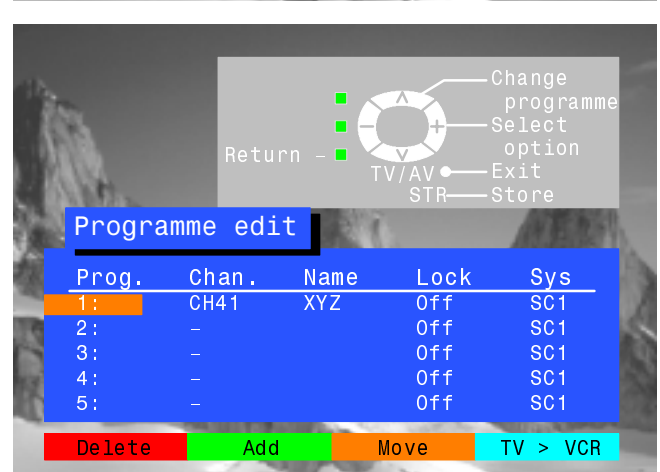 Change
programme
Select
option
Return –
TV/AV
Exit
STR
Store
Programme edit
Prog. Chan. Name Lock Sys
1: CH41 XYZ Off SC1
2: – Off SC1
3: – Off SC1
4: – Off SC1
5: – Off SC1
Delete Add Move TV > VCR